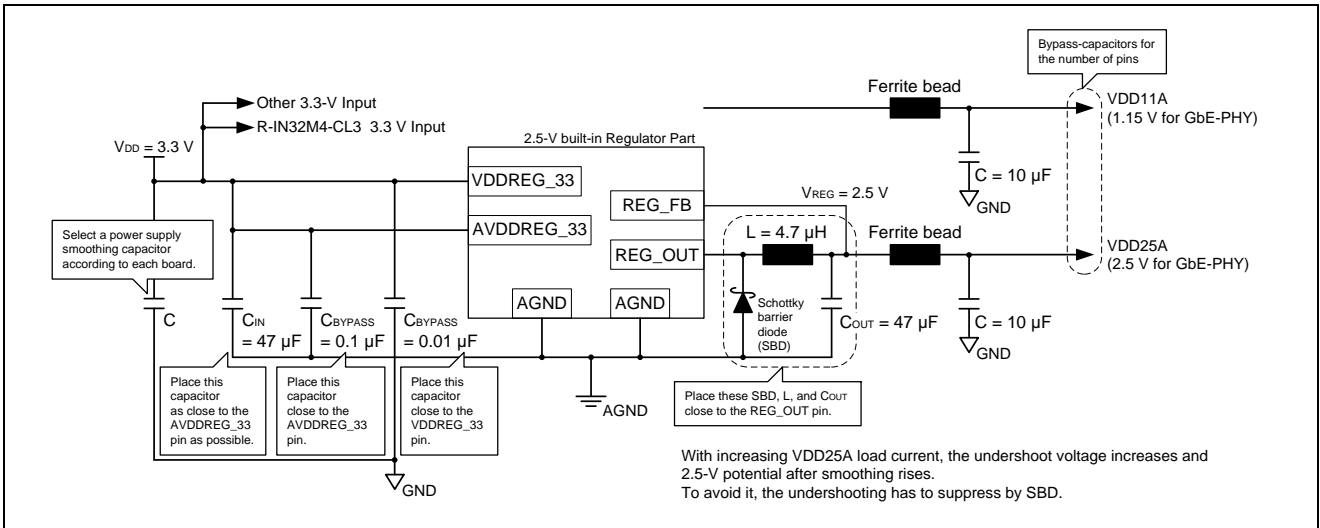 Bypass-capacitors for
the number of pins
Ferrite bead
VDD11A
(1.15 V for GbE-PHY)
C = 10 µF
GND
Other 3.3-V Input
R-IN32M4-CL3 3.3 V Input
VDD = 3.3 V
2.5-V built-in Regulator Part
VDDREG_33
AVDDREG_33
REG_FB
REG_OUT
AGND
AGND
VREG = 2.5 V
L = 4.7 µH
Ferrite bead
VDD25A
(2.5 V for GbE-PHY)
Schottky
barrier
diode
(SBD)
COUT = 47 µF
C = 10 µF
GND
Select a power supply
smoothing capacitor
according to each board.
C
CIN
= 47 µF
CBYPASS
= 0.1 µF
CBYPASS
= 0.01 µF
Place this
capacitor
as close to the
AVDDREG_33
pin as possible.
Place this
capacitor
close to the
AVDDREG_33
pin.
Place this
capacitor
close to the
VDDREG_33
pin.
AGND
Place these SBD, L, and COUT
close to the REG_OUT pin.
GND
With increasing VDD25A load current, the undershoot voltage increases and
2.5-V potential after smoothing rises.
To avoid it, the undershooting has to suppress by SBD.